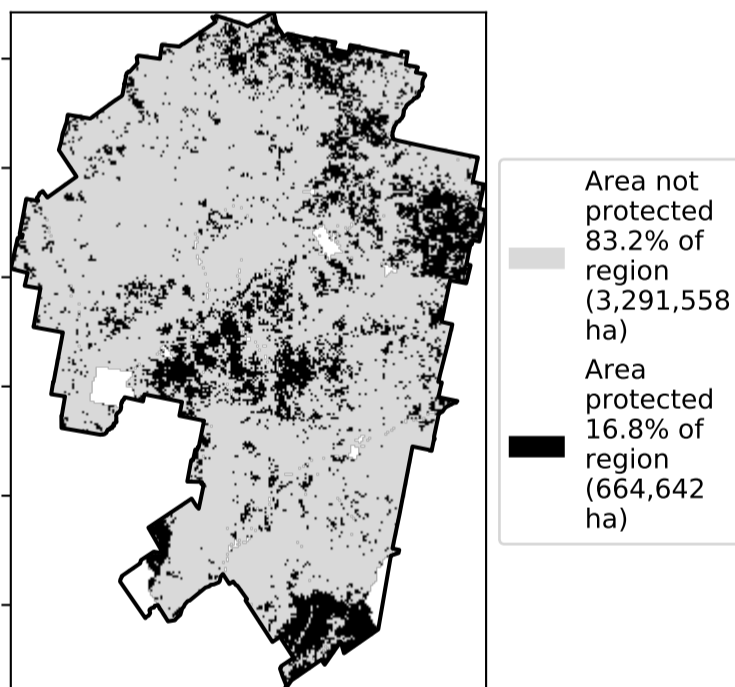 Area not
protected
83.2% of
region
(3,291,558
ha)
Area
protected
16.8% of
region
(664,642
ha)